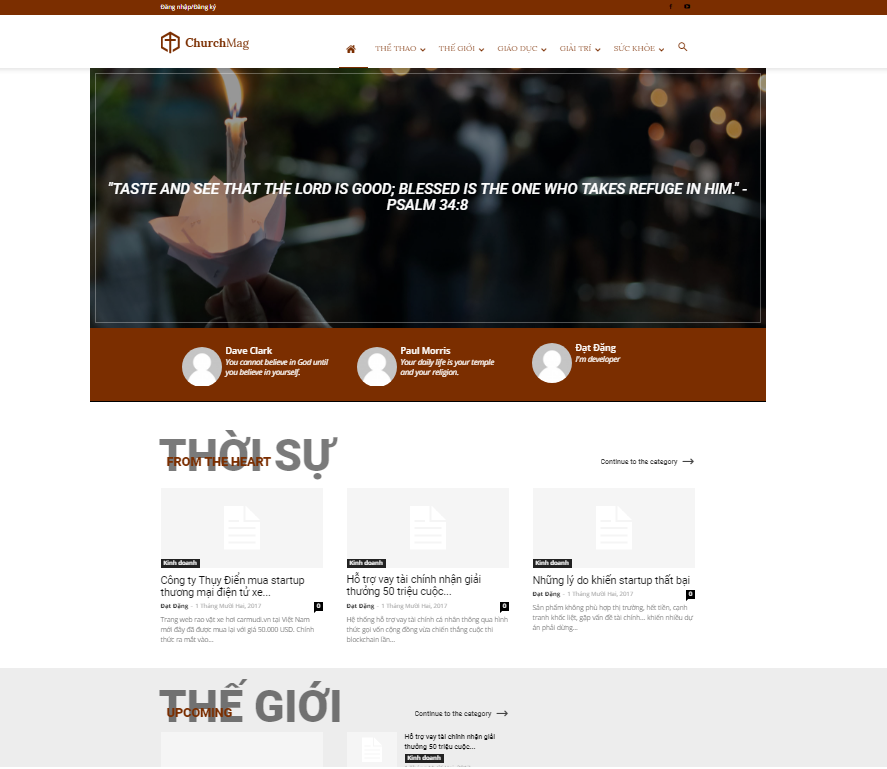 Đăng nhập/Đăng ký
ChurchMag
THỂ THAO THẾ GIỚI GIÁO DỤC GIẢI TRÍ SỨC KHỎE
"TASTE AND SEE THAT THE LORD IS GOOD; BLESSED IS THE ONE WHO TAKES REFUGE IN HIM." -
PSALM 34:8
Dave Clark
You cannot believe in God until
you believe in yourself.
Paul Morris
Your daily life is your temple
and your religion.
Đạt Đặng
I'm developer
THỜI SỰ
FROM THE HEART
Continue to the category
Kinh doanh
Công ty Thụy Điển mua startup
thương mại điện tử xe...
Đạt Đặng - 1 Tháng Mười Hai, 2017 0
Trang web rao vặt xe hơi carmudi.vn tại Việt Nam
mới đây đã được mua lại với giá 50.000 USD. Chính
thức ra mắt vào...
Kinh doanh
Hỗ trợ vay tài chính nhận giải
thưởng 50 triệu cuộc...
Đạt Đặng - 1 Tháng Mười Hai, 2017 0
Hệ thống hỗ trợ vay tài chính cá nhân thông qua hình
thức gọi vốn cộng đồng vừa chiến thắng cuộc thi
blockchain lần...
Kinh doanh
Những lý do khiến startup thất bại
Đạt Đặng - 1 Tháng Mười Hai, 2017 0
Sản phẩm không phù hợp thị trường, hết tiền, cạnh
tranh khốc liệt, gặp vấn đề tài chính... khiến nhiều dự
án phải dừng...
THẾ GIỚI
UPCOMING
Continue to the category
Hỗ trợ vay tài chính nhận giải
thưởng 50 triệu cuộc...
Kinh doanh